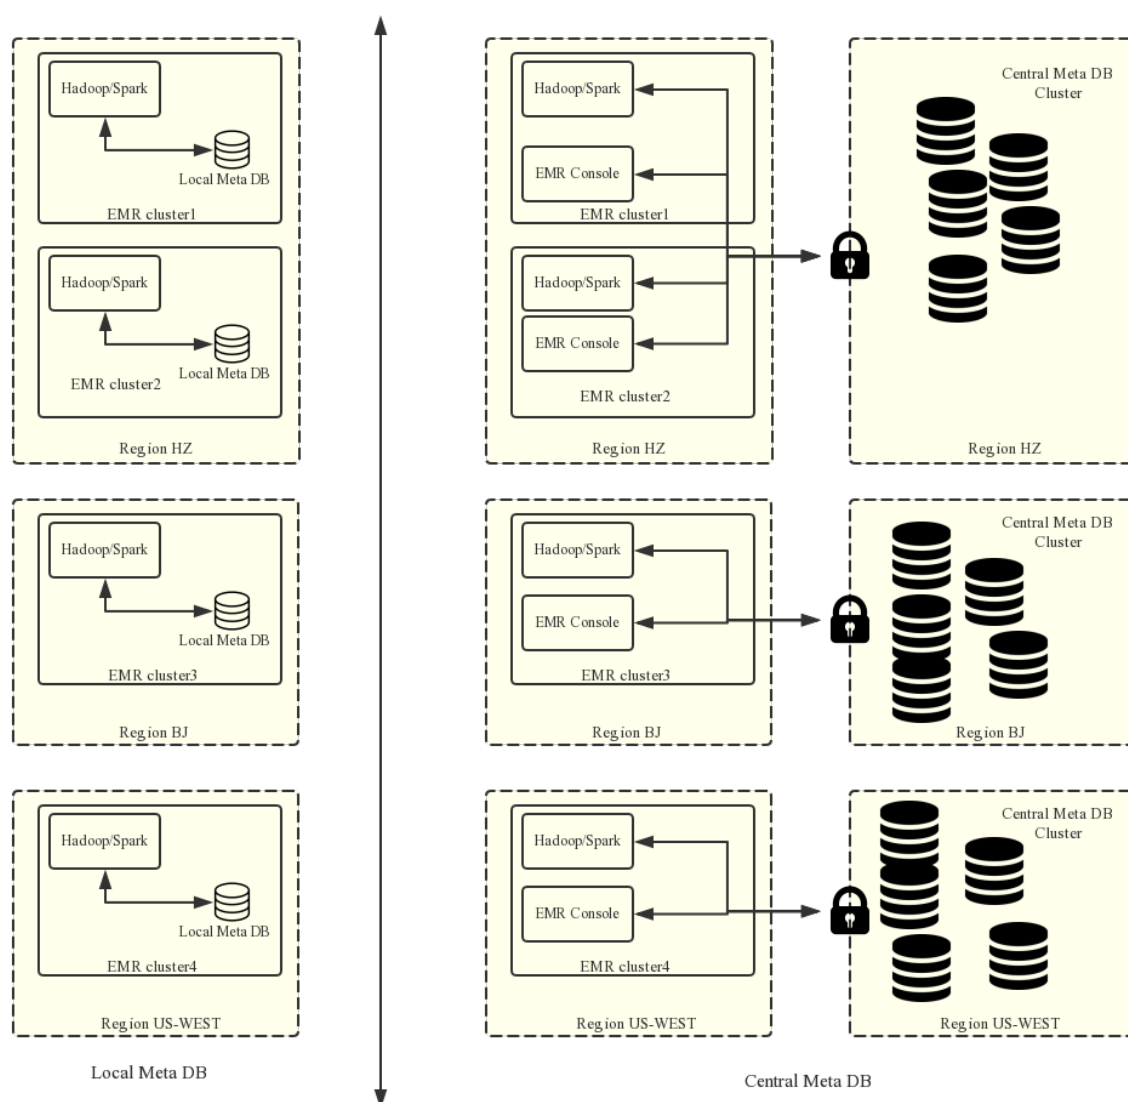 Hadoop/Spark
Local Meta DB
EMR cluster1
Hadoop/Spark
Local Meta DB
EMR cluster2
Region HZ
Hadoop/Spark
Local Meta DB
EMR cluster3
Region BJ
Hadoop/Spark
Local Meta DB
EMR cluster4
Region US-WEST
Local Meta DB
Hadoop/Spark
EMR Console
EMR cluster1
Hadoop/Spark
EMR Console
EMR cluster2
Region HZ
Central Meta DB
Cluster
Region HZ
Hadoop/Spark
EMR Console
EMR cluster3
Region BJ
Central Meta DB
Cluster
Region BJ
Hadoop/Spark
EMR Console
EMR cluster4
Region US-WEST
Central Meta DB
Cluster
Region US-WEST
Central Meta DB